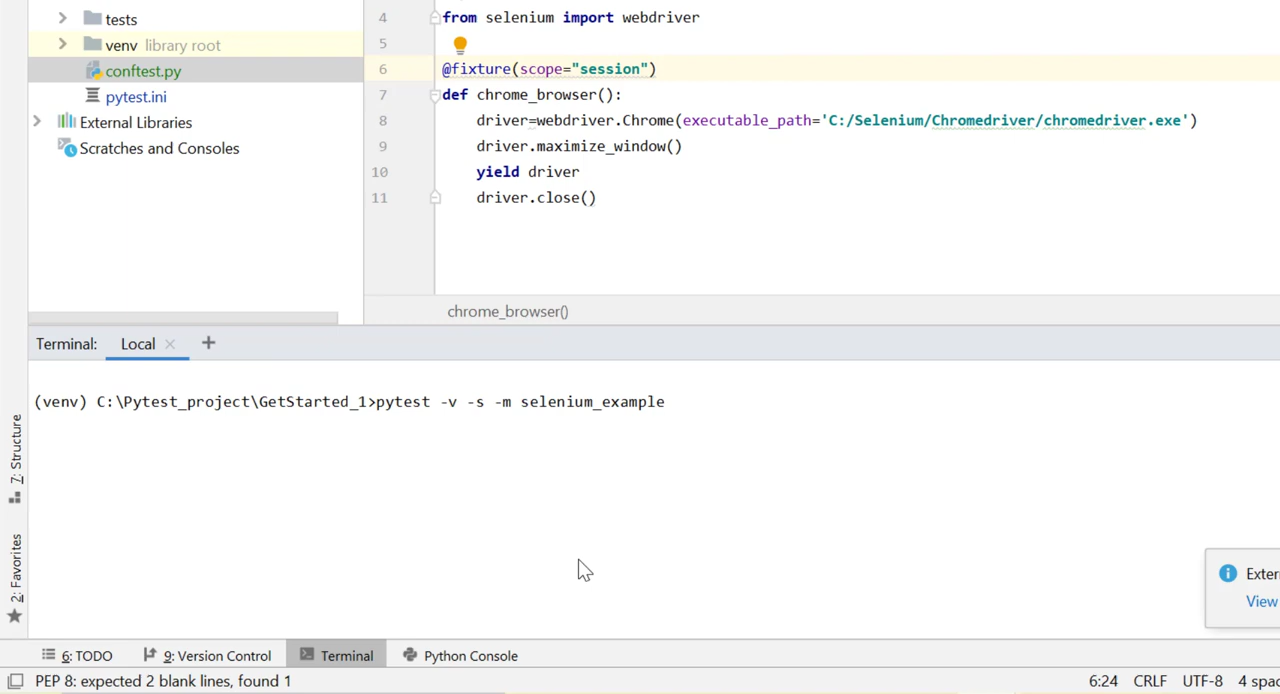 tests
venv library root
conftest.py
pytest.ini
External Libraries
Scratches and Consoles
4 from selenium import webdriver
5
6 @fixture(scope="session")
7 def chrome_browser():
8 driver=webdriver.Chrome(executable_path='C:/Selenium/Chromedriver/chromedriver.exe')
9 driver.maximize_window()
10 yield driver
11 driver.close()
chrome_browser()
Terminal: Local × +
(venv) C:\Pytest_project\GetStarted_1>pytest -v -s -m selenium_example
7: Structure
2: Favorites
View
6: TODO 9: Version Control Terminal Python Console
PEP 8: expected 2 blank lines, found 1 6:24 CRLF UTF-8 4